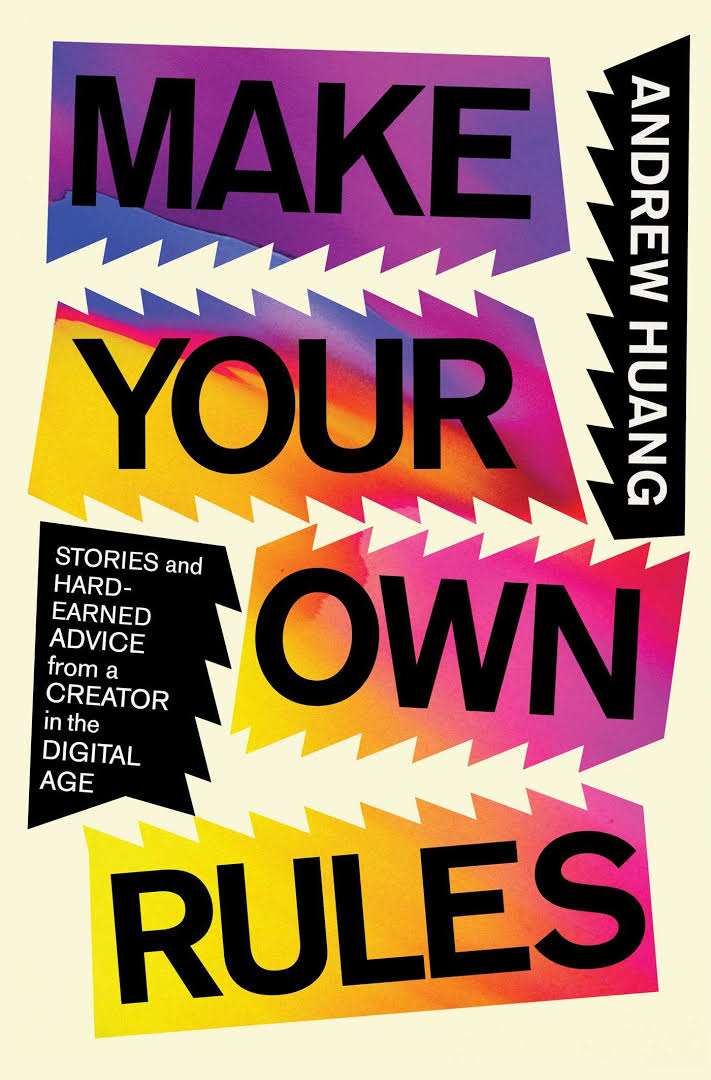 MAKE
YOUR
OWN
RULES
ANDREW HUANG
STORIES and
HARD-
EARNED
ADVICE
from a
CREATOR
in the
DIGITAL
AGE